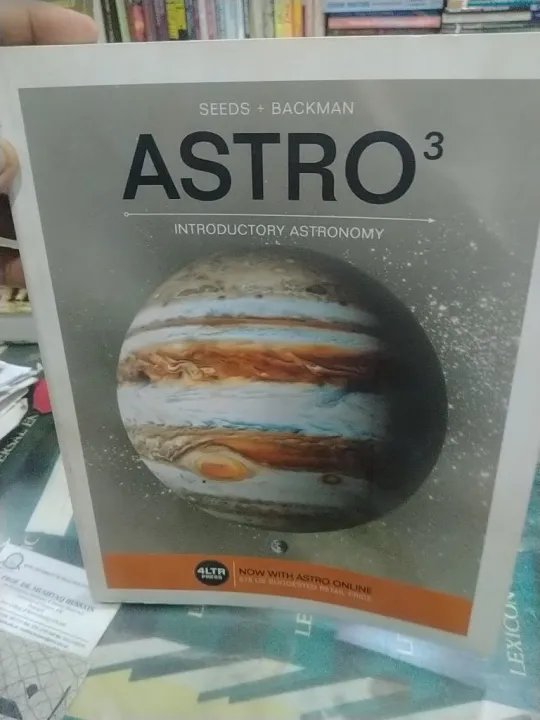 SEEDS + BACKMAN
ASTRO3
INTRODUCTORY ASTRONOMY
4LTR
PRESS
NOW WITH ASTRO ONLINE
LEXICON